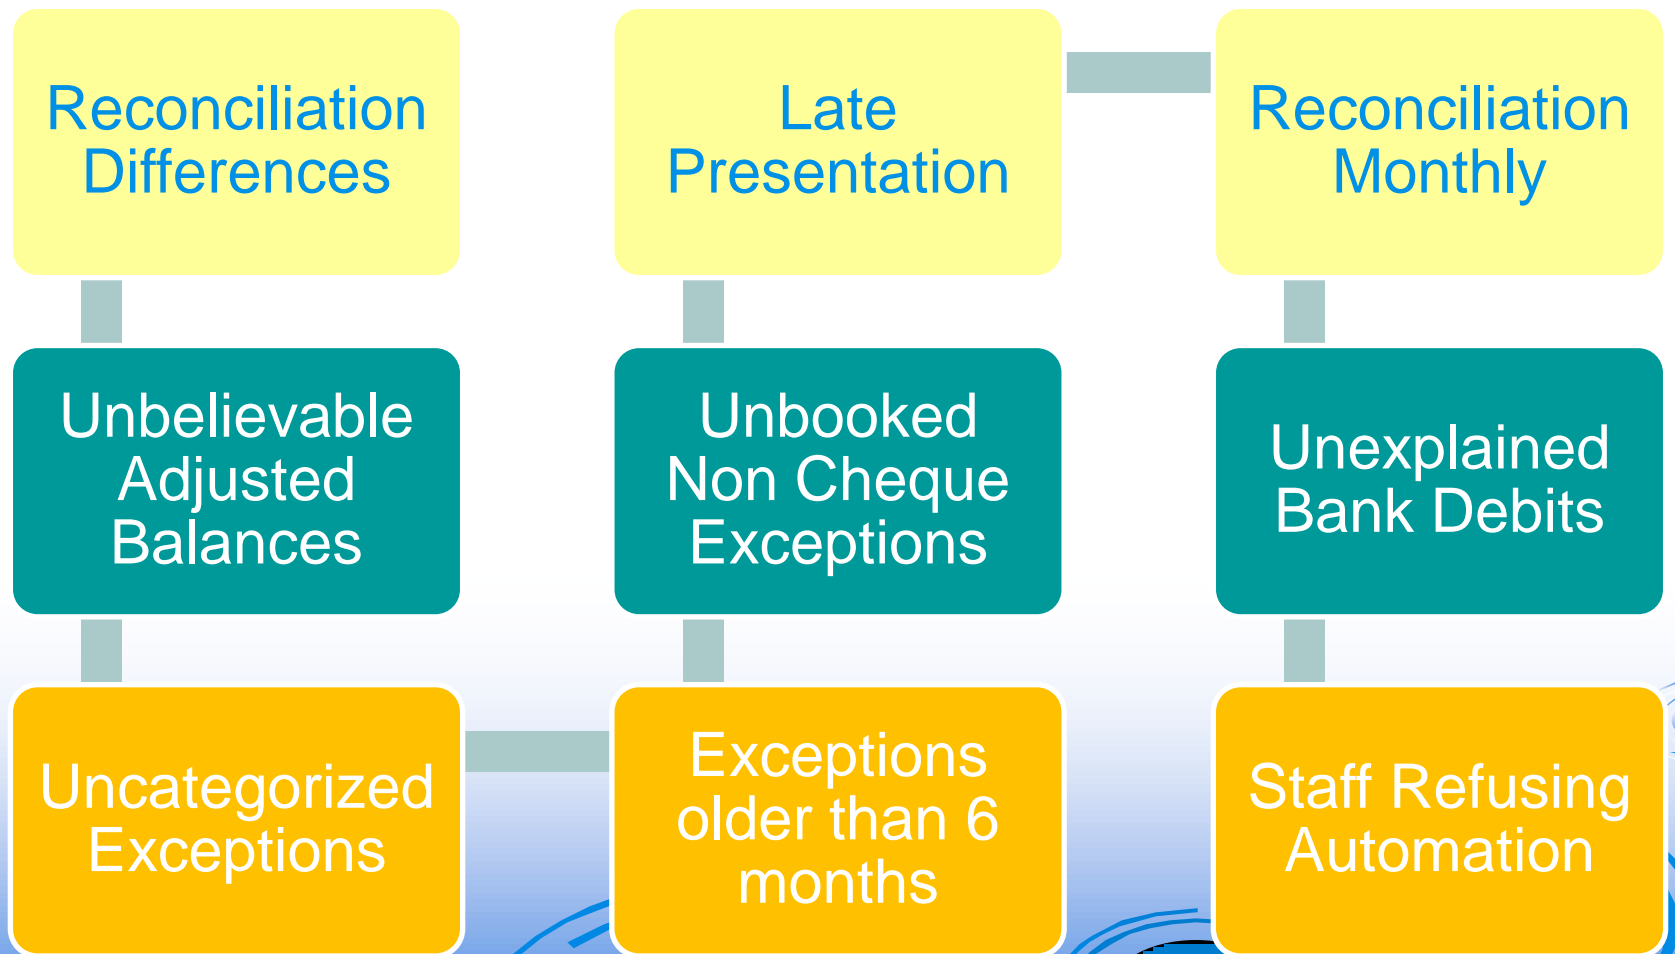 Reconciliation
Differences
Unbelievable
Adjusted
Balances
Uncategorized
Exceptions
Exceptions
older than 6
months
Unbooked
Non Cheque
Exceptions
Late
Presentation
Reconciliation
Monthly
Unexplained
Bank Debits
Staff Refusing
Automation